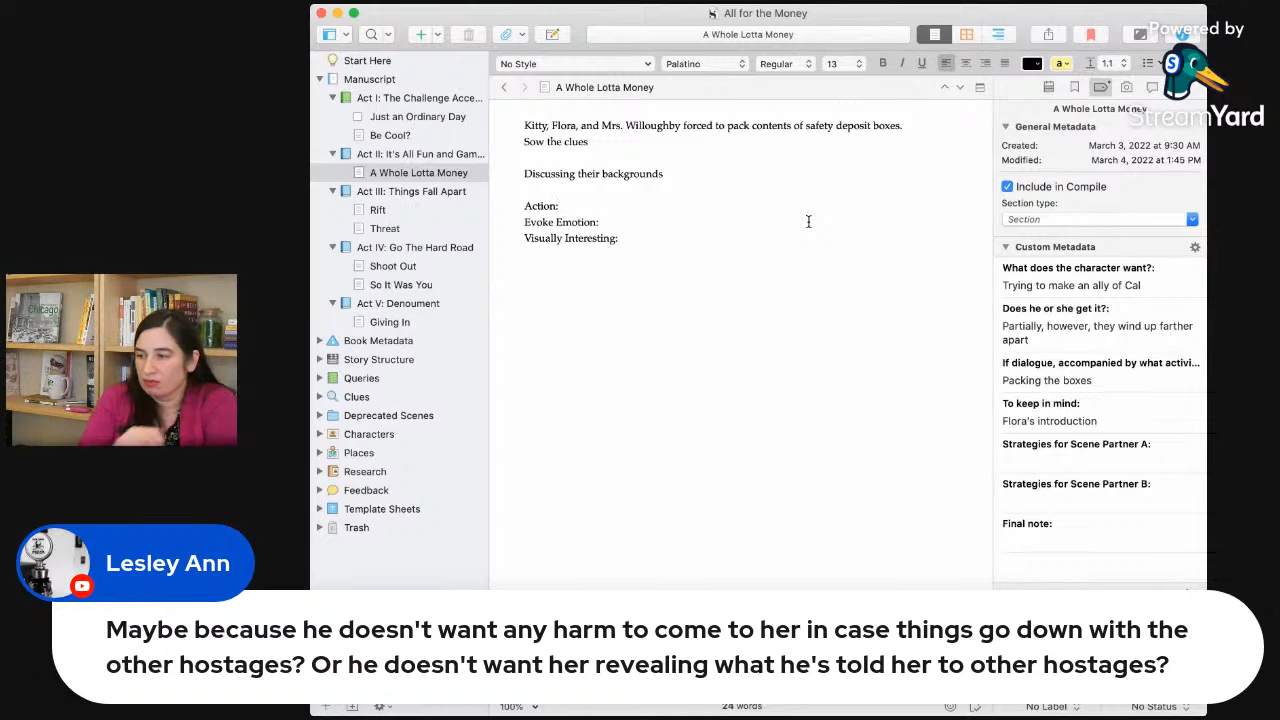 All for the Money
A Whole Lotta Money
Powered by
StreamYard
No Style
Palatino
Regular
13
B I U
a
1.1
Start Here
Manuscript
Act I: The Challenge Acce...
Just an Ordinary Day
Be Cool?
Act II: It's All Fun and Gam...
A Whole Lotta Money
Act III: Things Fall Apart
Rift
Threat
Act IV: Go The Hard Road
Shoot Out
So It Was You
Act V: Denoument
Giving In
Book Metadata
Story Structure
Queries
Clues
Deprecated Scenes
Characters
Places
Research
Feedback
Template Sheets
Trash
A Whole Lotta Money
Kitty, Flora, and Mrs. Willoughby forced to pack contents of safety deposit boxes.
Sow the clues
Discussing their backgrounds
Action:
Evoke Emotion:
Visually Interesting:
A Whole Lotta Money
General Metadata
Created: March 3, 2022 at 9:30 AM
Modified: March 4, 2022 at 1:45 PM
Include in Compile
Section type:
Section
Custom Metadata
What does the character want?:
Trying to make an ally of Cal
Does he or she get it?:
Partially, however, they wind up farther
apart
If dialogue, accompanied by what activi...
Packing the boxes
To keep in mind:
Flora's introduction
Strategies for Scene Partner A:
Strategies for Scene Partner B:
Final note:
Chicago
Lesley Ann
Maybe because he doesn't want any harm to come to her in case things go down with the
other hostages? Or he doesn't want her revealing what he's told her to other hostages?
100%
24 words
No Label
No Status